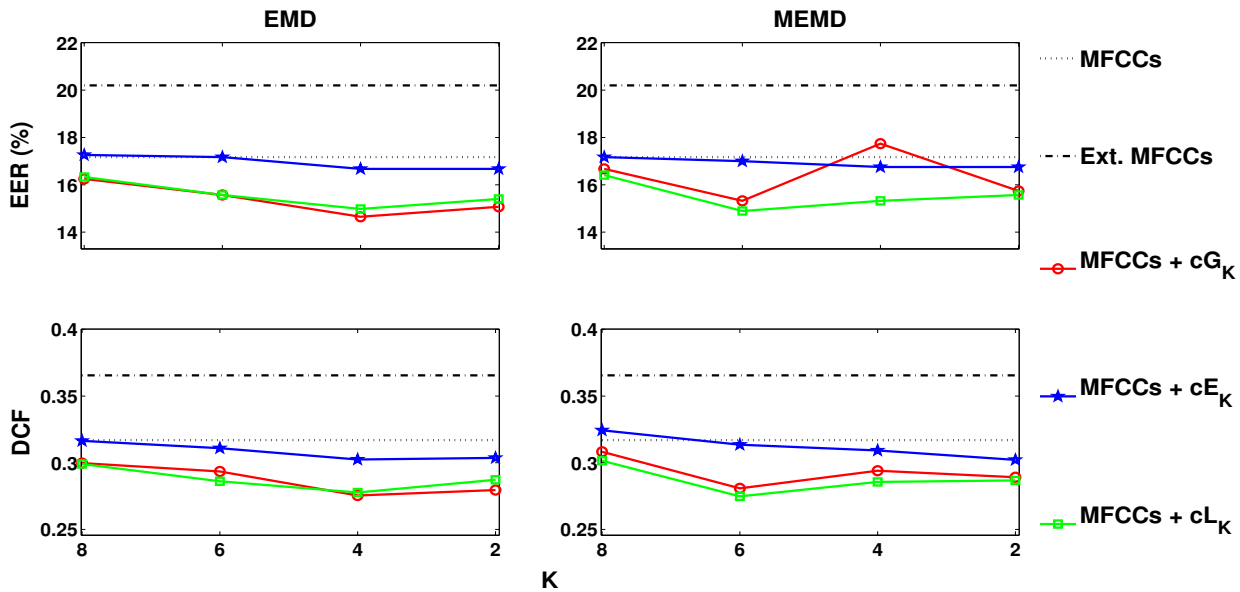 EMD
MEMD
22
20
18
16
14
EER (%)
22
20
18
16
14
MFCCs
Ext. MFCCs
MFCCs + cG_K
MFCCs + cE_K
MFCCs + cL_K
0.4
0.35
0.3
0.25
DCF
8 6 4 2
0.4
0.35
0.3
0.25
8 6 4 2
K